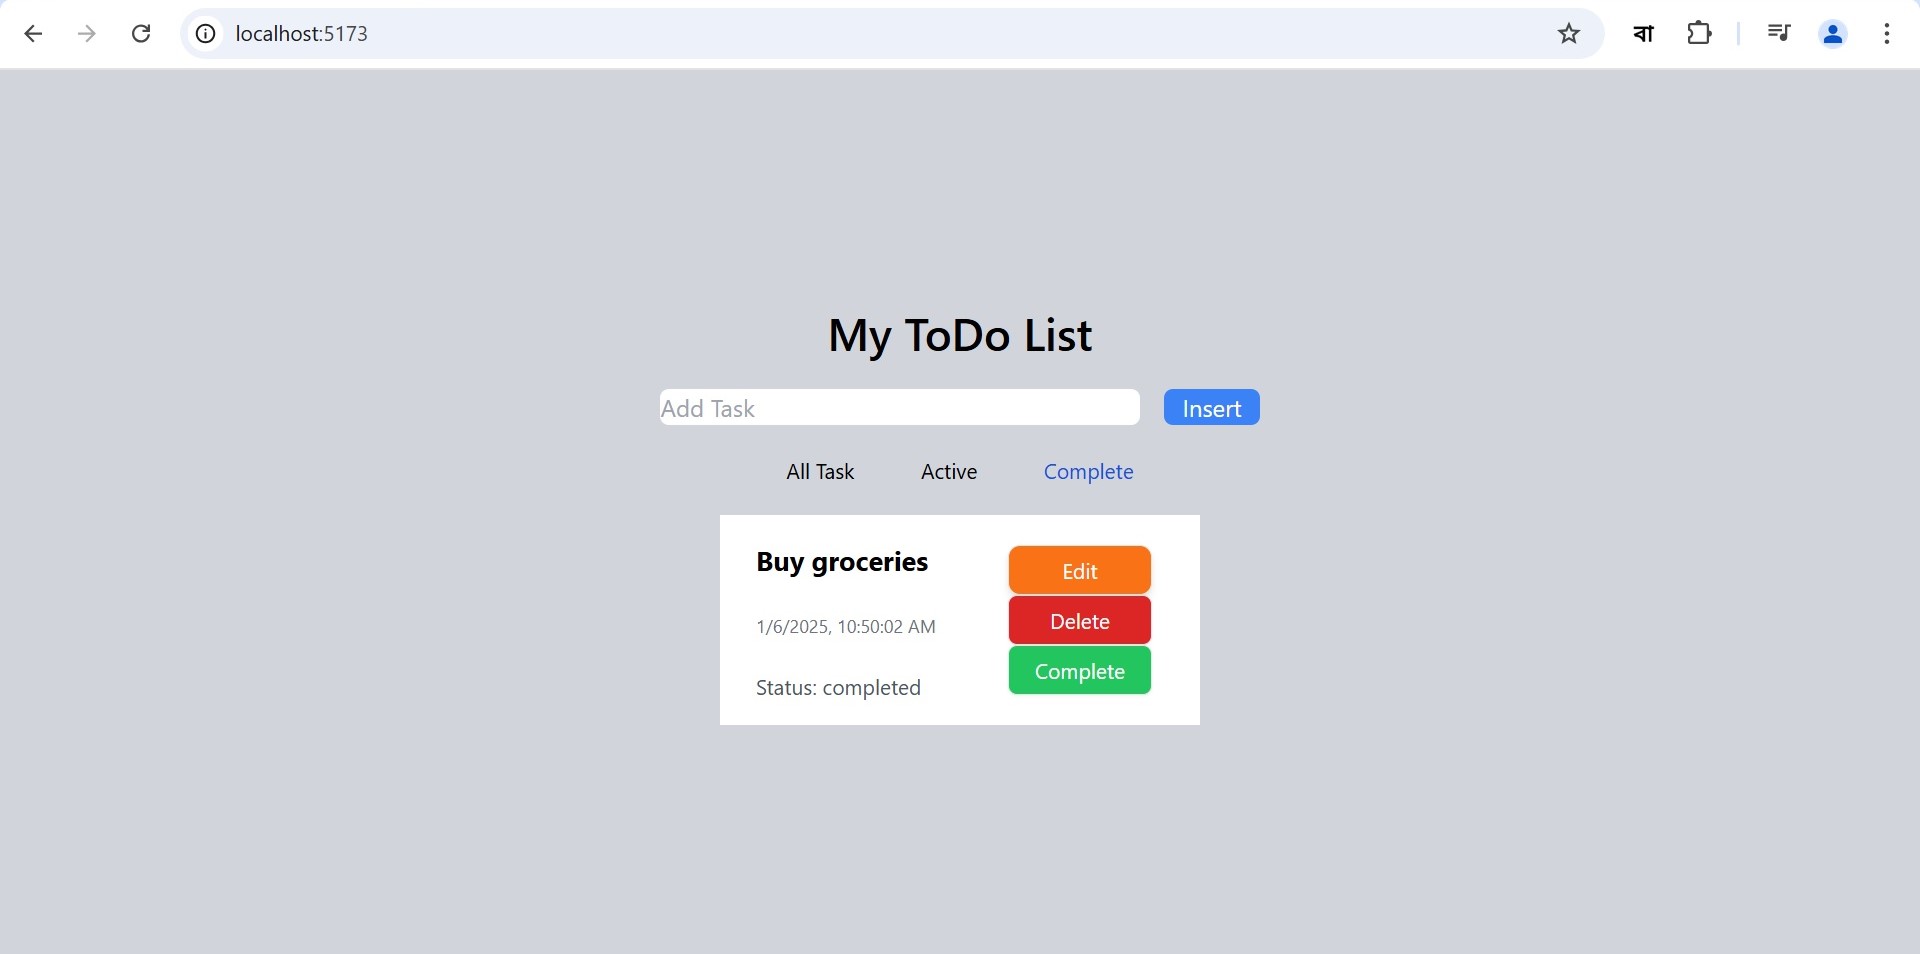 localhost:5173
বা
My ToDo List
Add Task Insert
All Task Active Complete
Buy groceries
1/6/2025, 10:50:02 AM
Status: completed
Edit
Delete
Complete